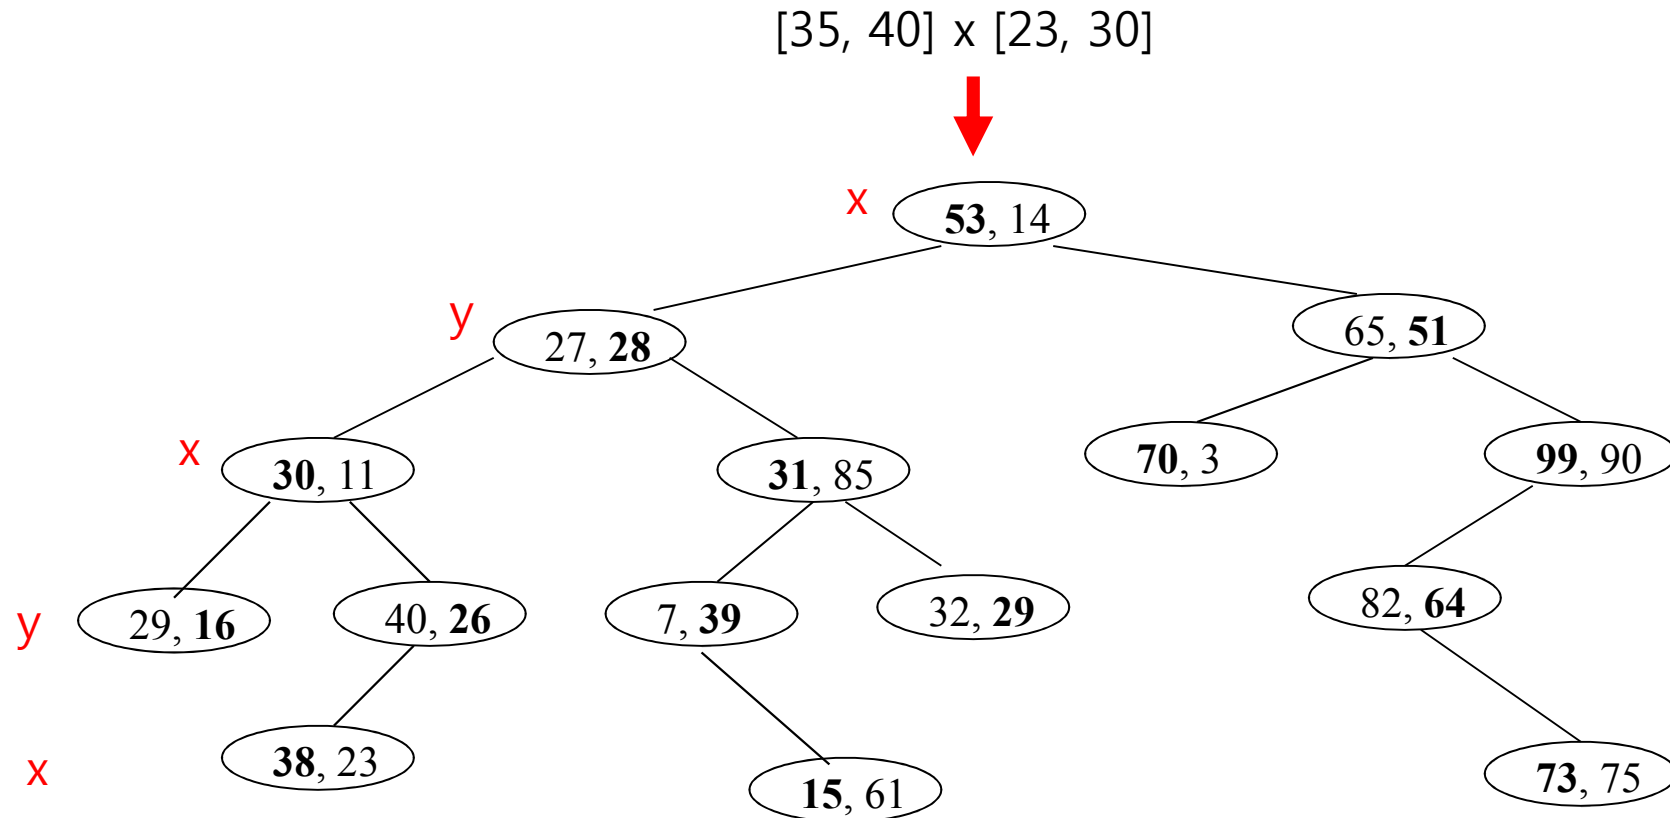 [35, 40] x [23, 30]
x
53, 14
y
27, 28
65, 51
x
30, 11
31, 85
70, 3
99, 90
y
29, 16
40, 26
7, 39
32, 29
82, 64
x
38, 23
15, 61
73, 75